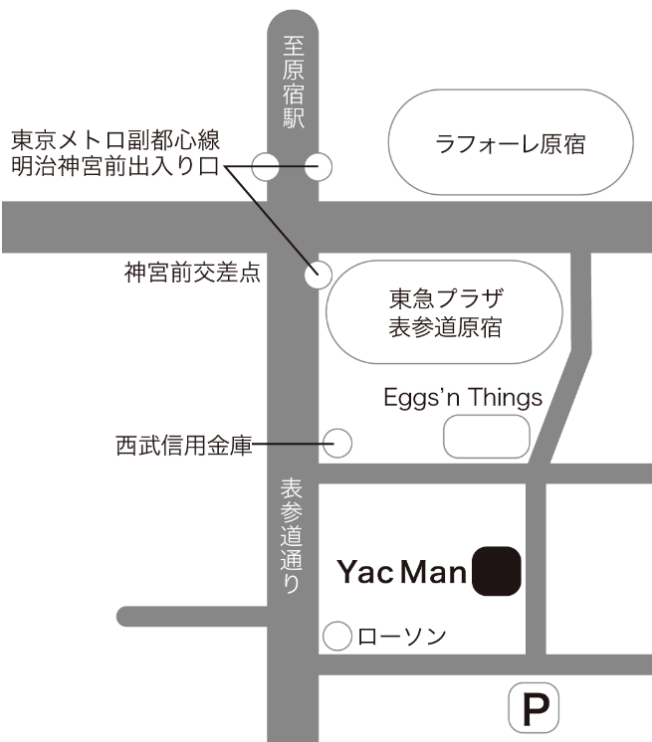 至原宿駅
東京メトロ副都心線
明治神宮前出入り口
ラフォーレ原宿
神宮前交差点
東急プラザ
表参道原宿
Eggs’n Things
西武信用金庫
表参道通り
Yac Man
ローソン
P